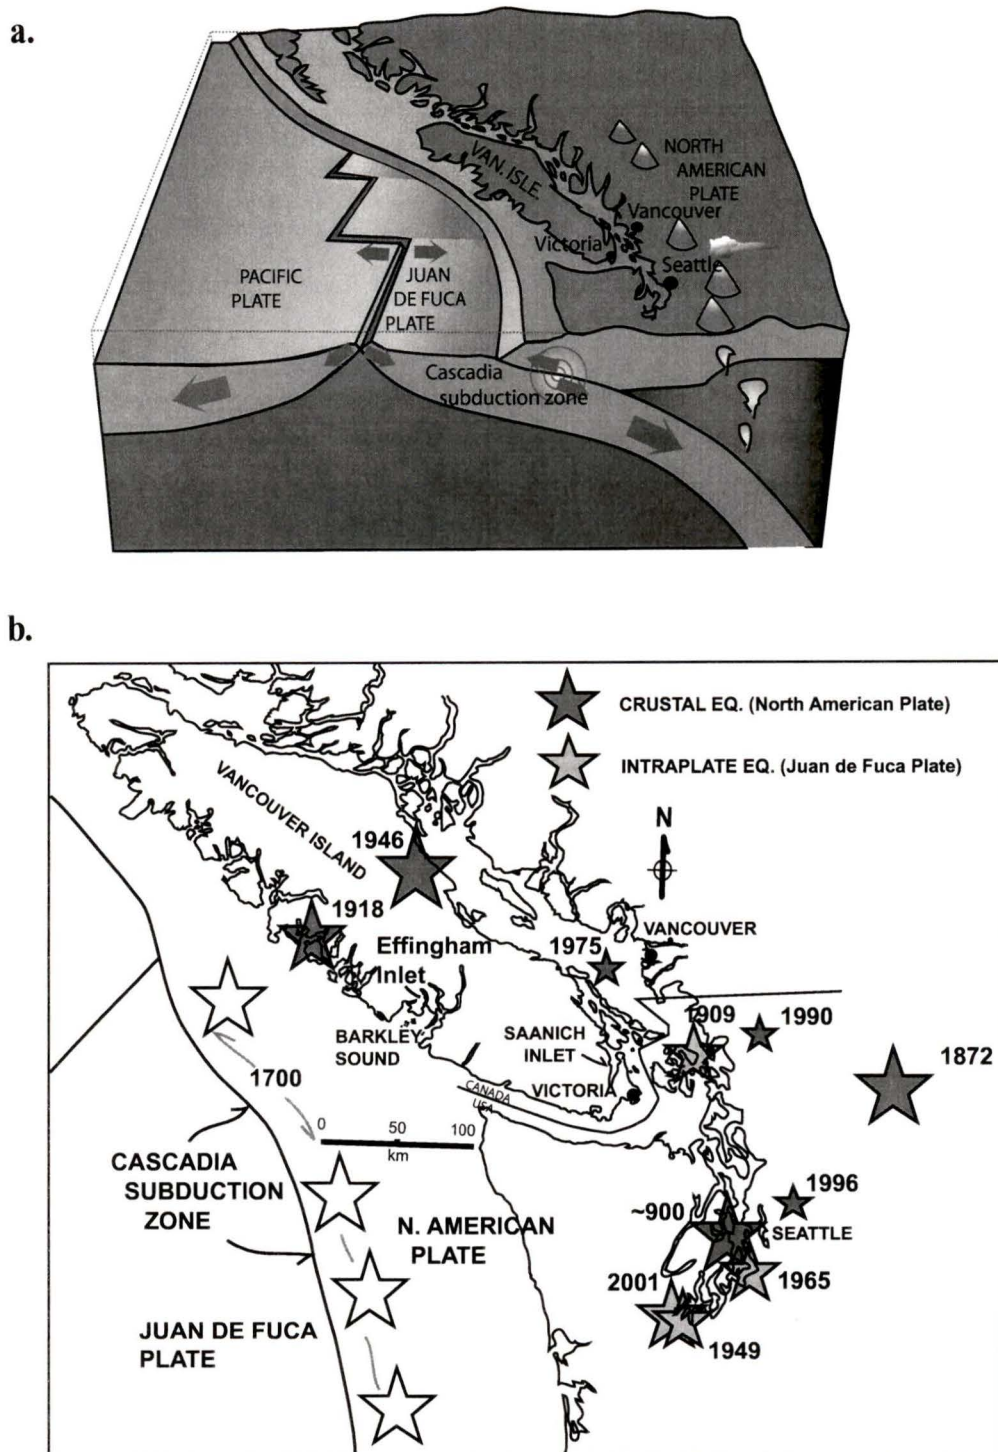 a.
VAN. ISLE.
NORTH
AMERICAN
PLATE
Vancouver
Victoria
Seattle
PACIFIC
PLATE
JUAN
DE FUCA
PLATE
Cascadia
subduction zone
b.
CRUSTAL EQ. (North American Plate)
INTRAPLATE EQ. (Juan de Fuca Plate)
VANCOUVER ISLAND
N
1946
1918
VANCOUVER
Effingham
Inlet
1975
1909
1990
BARKLEY
SOUND
SAANICH
INLET
1872
1700
VICTORIA
CANADA
USA
0 50 100
km
CASCADIA
SUBDUCTION
ZONE
1996
~900
N. AMERICAN
PLATE
SEATTLE
2001
1965
JUAN DE FUCA
PLATE
1949